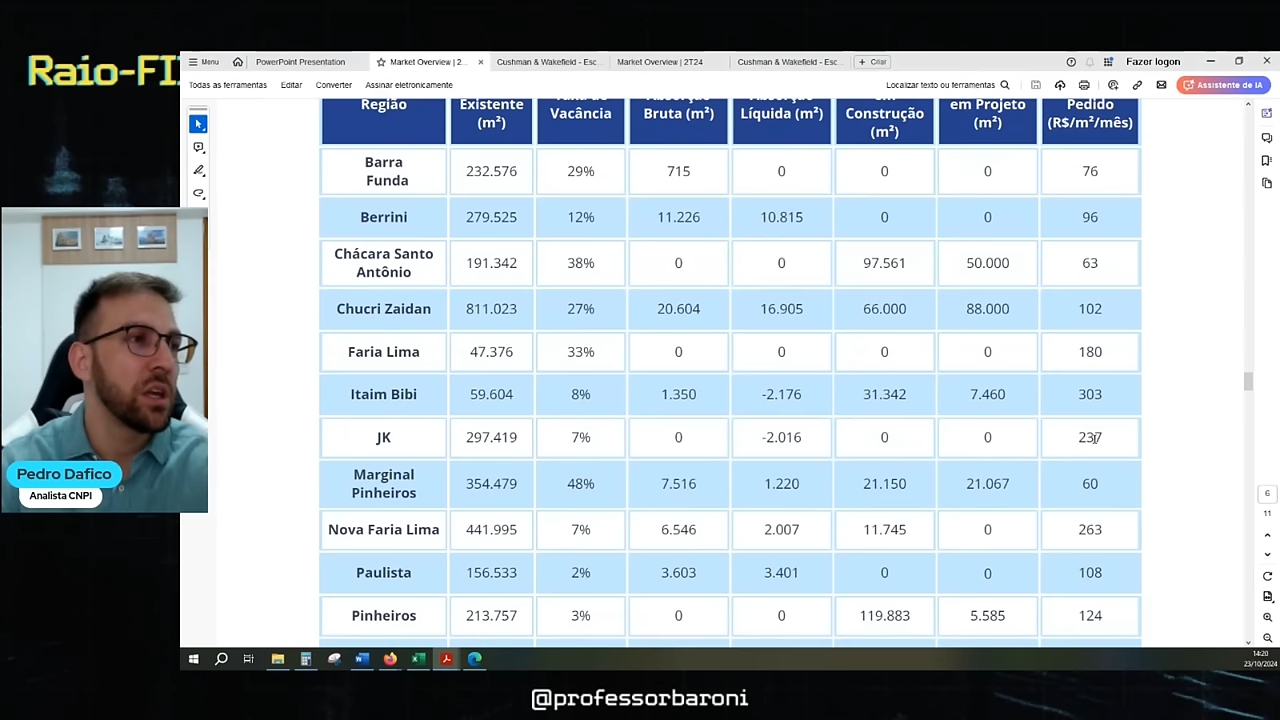 Raio-FI
Menu
PowerPoint Presentation
Market Overview | 2...
Cushman & Wakefield - Esc...
Market Overview | 2T24
Cushman & Wakefield - Esc...
+ Criar
Fazer logon
Todas as ferramentas
Editar
Converter
Assinar eletronicamente
Localizar texto ou ferramentas
Assistente de IA
Região
Existente (m²)
Vacância
Bruta (m²)
Líquida (m²)
Construção (m²)
em Projeto (m²)
Pedido (R$/m²/mês)
Barra Funda 232.576 29% 715 0 0 0 76
Berrini 279.525 12% 11.226 10.815 0 0 96
Chácara Santo Antônio 191.342 38% 0 0 97.561 50.000 63
Chucri Zaidan 811.023 27% 20.604 16.905 66.000 88.000 102
Faria Lima 47.376 33% 0 0 0 0 180
Itaim Bibi 59.604 8% 1.350 -2.176 31.342 7.460 303
JK 297.419 7% 0 -2.016 0 0 237
Marginal Pinheiros 354.479 48% 7.516 1.220 21.150 21.067 60
Nova Faria Lima 441.995 7% 6.546 2.007 11.745 0 263
Paulista 156.533 2% 3.603 3.401 0 0 108
Pinheiros 213.757 3% 0 0 119.883 5.585 124
6
11
Pedro Dafico
Analista CNPI
14:20
23/10/2024
@professorbaroni